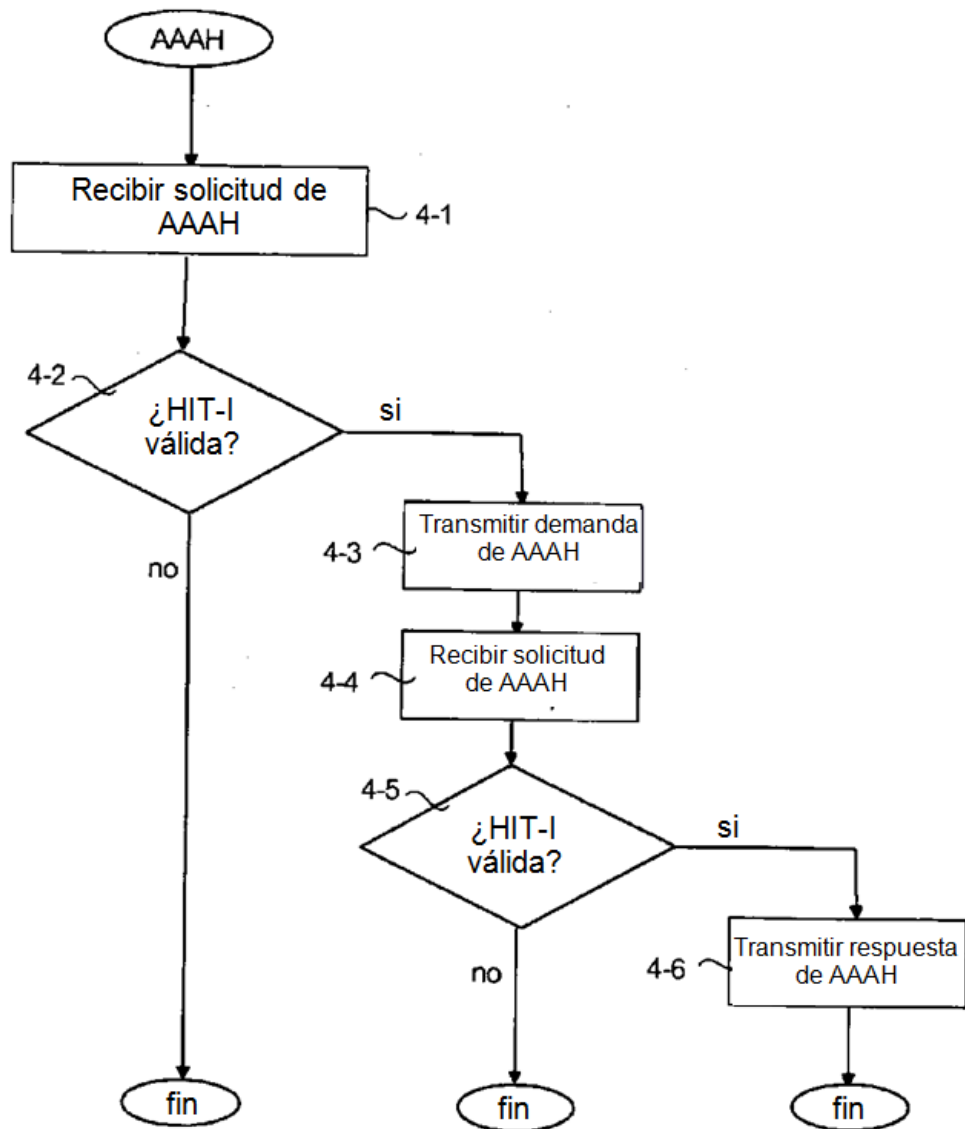 AAAH
Recibir solicitud de
AAAH
4-1
4-2
¿HIT-I
válida?
si
no
Transmitir demanda
de AAAH
4-3
Recibir solicitud
de AAAH
4-4
4-5
¿HIT-I
válida?
si
no
Transmitir respuesta
de AAAH
4-6
fin
fin
fin